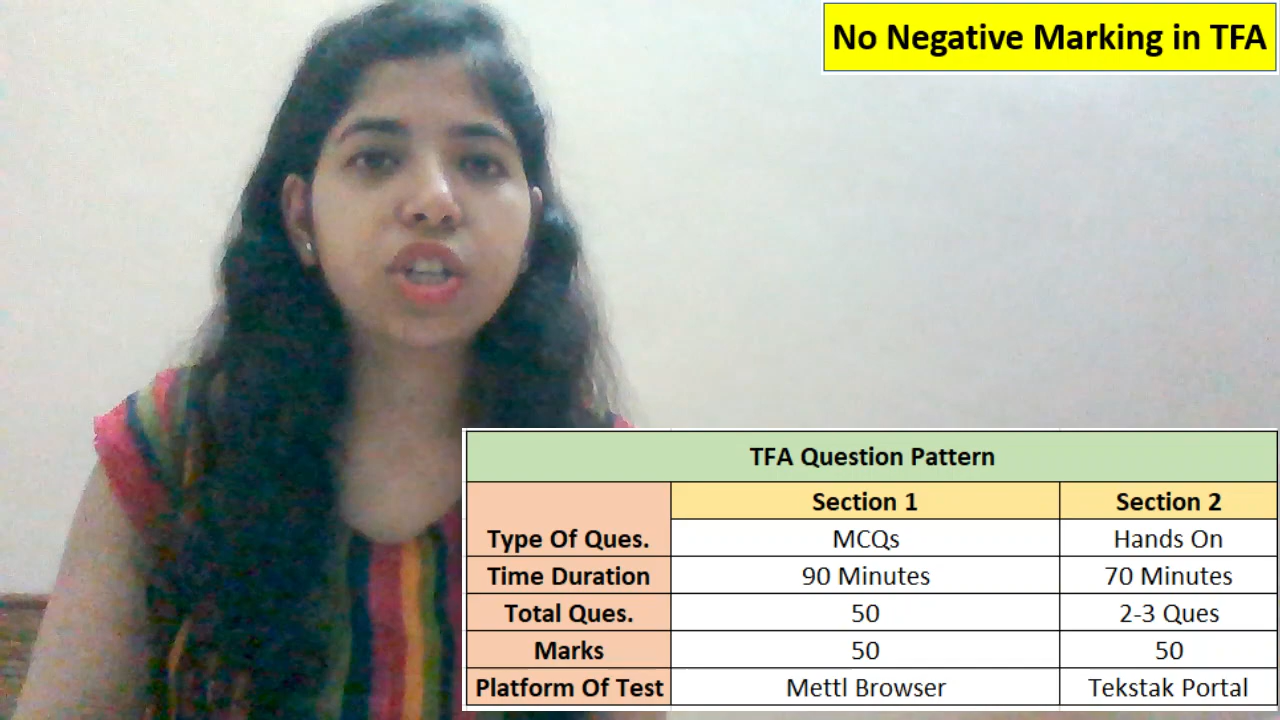 No Negative Marking in TFA
TFA Question Pattern
Section 1 Section 2
Type Of Ques. MCQs Hands On
Time Duration 90 Minutes 70 Minutes
Total Ques. 50 2-3 Ques
Marks 50 50
Platform Of Test Mettl Browser Tekstak Portal